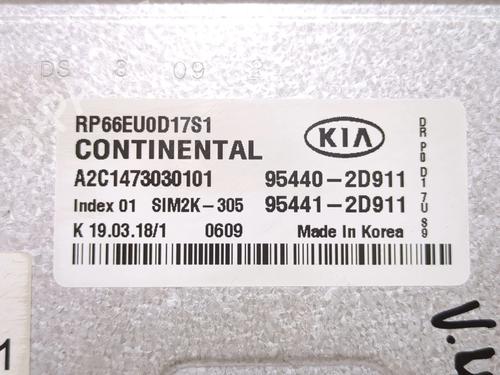 DS 3 09 2
RP66EU0D17S1
CONTINENTAL
KIA
A2C1473030101
95440-2D911
Index 01 SIM2K-305
95441-2D911
K 19.03.18/1 0609
Made In Korea
DR P0 D1 7U S9
1